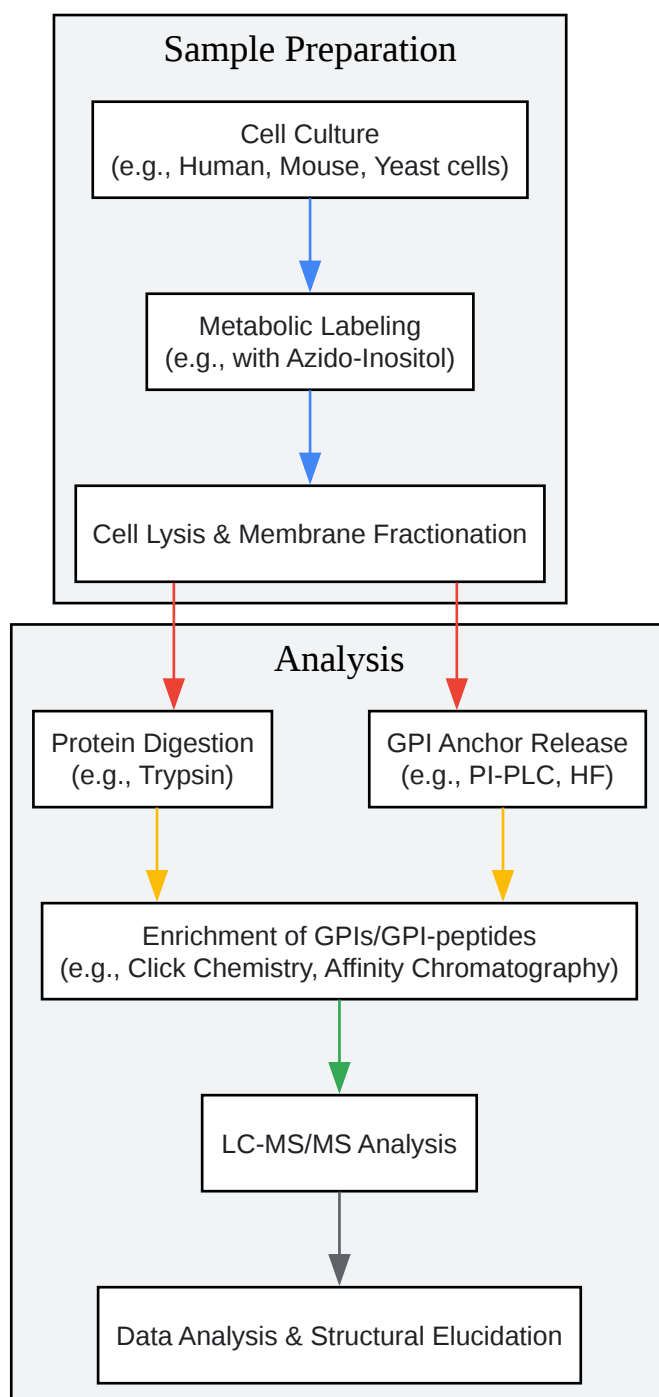 Sample Preparation
Cell Culture
(e.g., Human, Mouse, Yeast cells)
Metabolic Labeling
(e.g., with Azido-Inositol)
Cell Lysis & Membrane Fractionation
Analysis
Protein Digestion
(e.g., Trypsin)
GPI Anchor Release
(e.g., PI-PLC, HF)
Enrichment of GPIs/GPI-peptides
(e.g., Click Chemistry, Affinity Chromatography)
LC-MS/MS Analysis
Data Analysis & Structural Elucidation